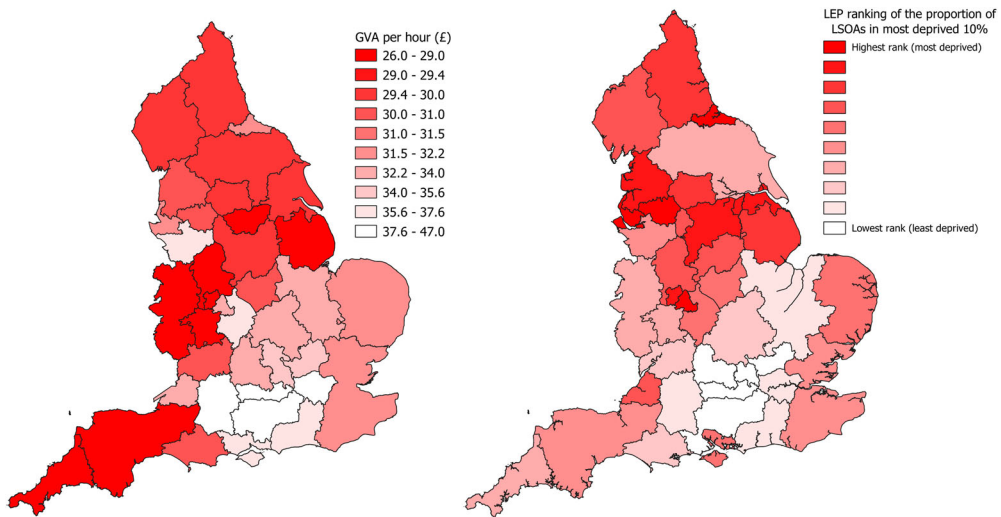 GVA per hour (£)
26.0 - 29.0
29.0 - 29.4
29.4 - 30.0
30.0 - 31.0
31.0 - 31.5
31.5 - 32.2
32.2 - 34.0
34.0 - 35.6
35.6 - 37.6
37.6 - 47.0
LEP ranking of the proportion of
LSOAs in most deprived 10%
Highest rank (most deprived)
Lowest rank (least deprived)